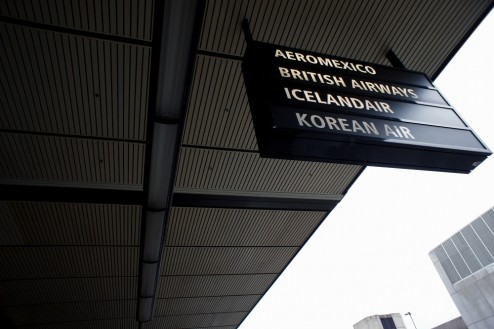 AEROMEXICO
BRITISH AIRWAYS
ICELANDAIR
KOREAN AIR